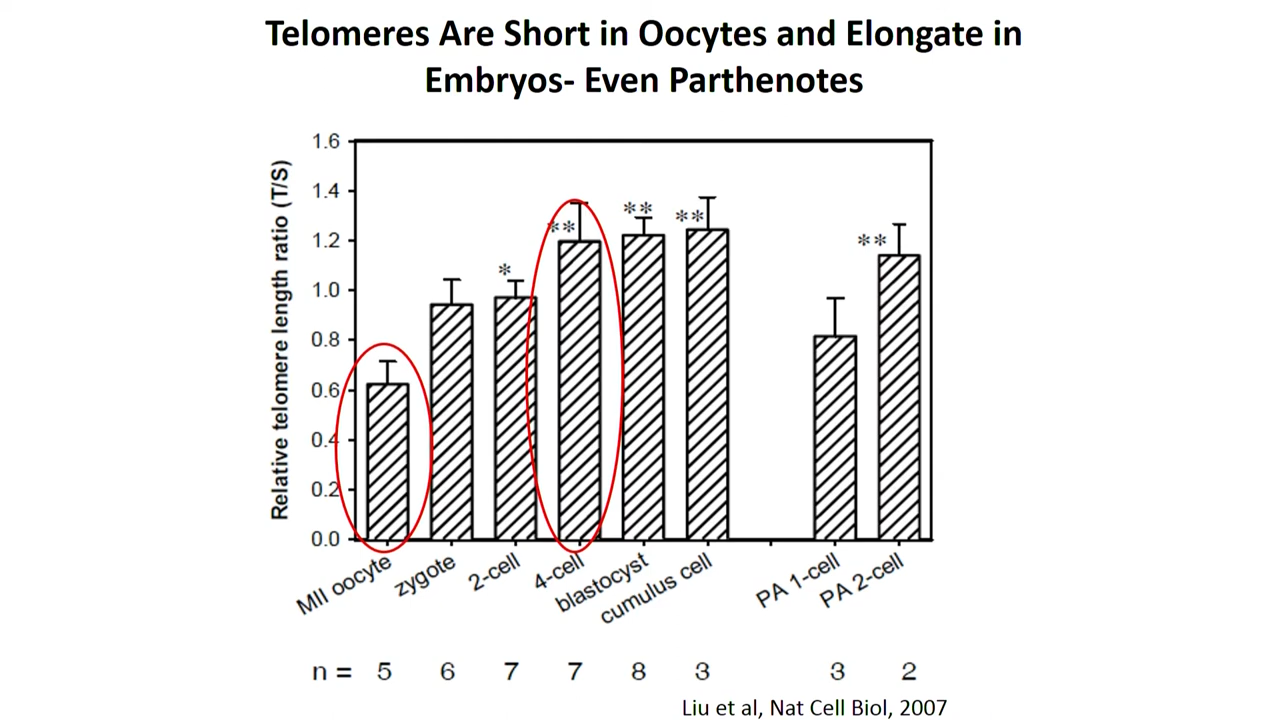 Telomeres Are Short in Oocytes and Elongate in
Embryos- Even Parthenotes
Relative telomere length ratio (T/S)
1.6
1.4
1.2
1.0
0.8
0.6
0.4
0.2
0.0
*
**
**
**
**
MII oocyte
zygote
2-cell
4-cell
blastocyst
cumulus cell
PA 1-cell
PA 2-cell
n = 5 6 7 7 8 3 3 2
Liu et al, Nat Cell Biol, 2007